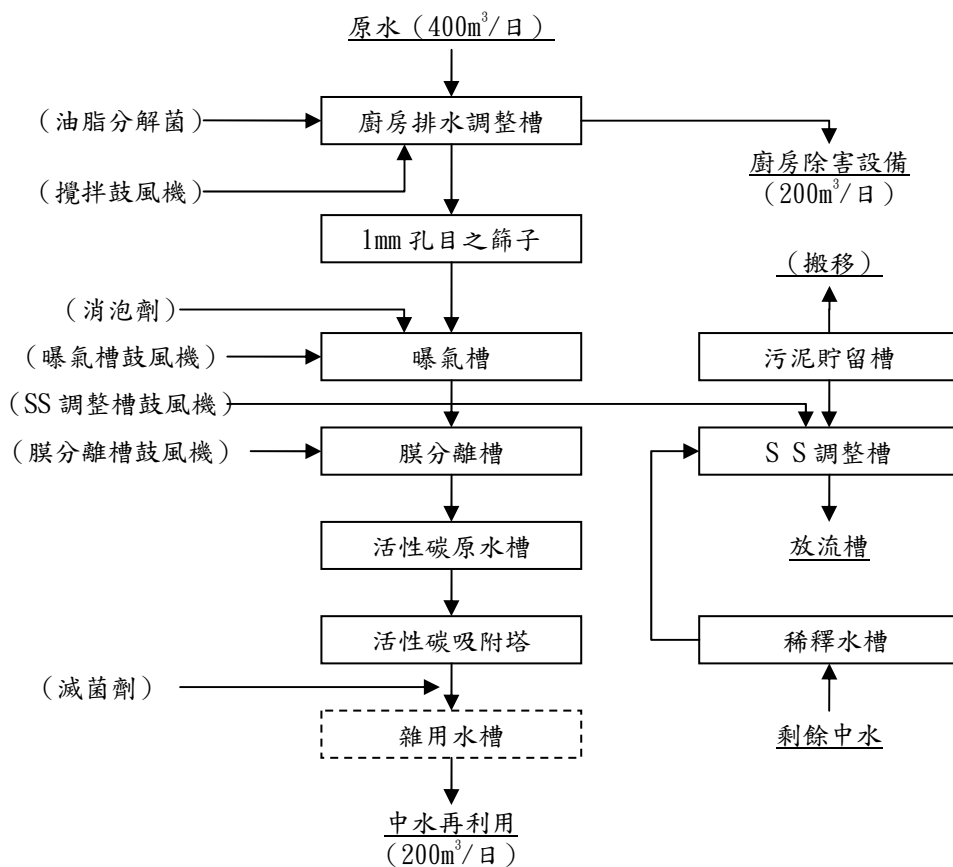 原水（400m³/日）
（油脂分解菌）
廚房排水調整槽
（攪拌鼓風機）
廚房除害設備
（200m³/日）
1mm 孔目之篩子
（搬移）
（消泡劑）
（曝氣槽鼓風機）
曝氣槽
污泥貯留槽
（SS 調整槽鼓風機）
（膜分離槽鼓風機）
膜分離槽
S S 調整槽
活性碳原水槽
放流槽
活性碳吸附塔
稀釋水槽
（滅菌劑）
雜用水槽
剩餘中水
中水再利用
（200m³/日）